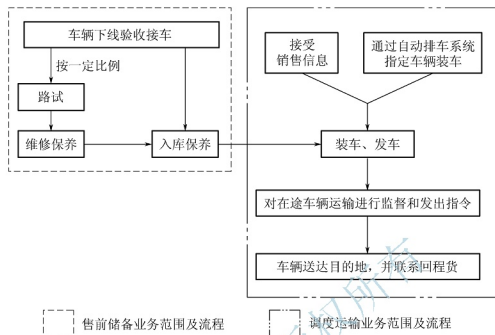 车辆下线验收接车
按一定比例
路试
维修保养
入库保养
接受
销售信息
通过自动排车系统
指定车辆装车
装车、发车
对在途车辆运输进行监督和发出指令
车辆送达目的地，并联系回程货
售前储备业务范围及流程
调度运输业务范围及流程
权所有